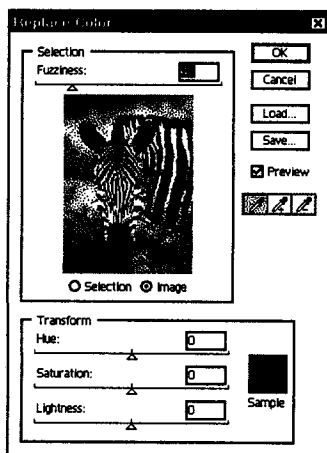 Replace Color
Selection
OK
Fuzziness:
Cancel
Load...
Save...
Preview
Selection Image
Transform
Hue: 0
Saturation: 0
Lightness: 0
Sample